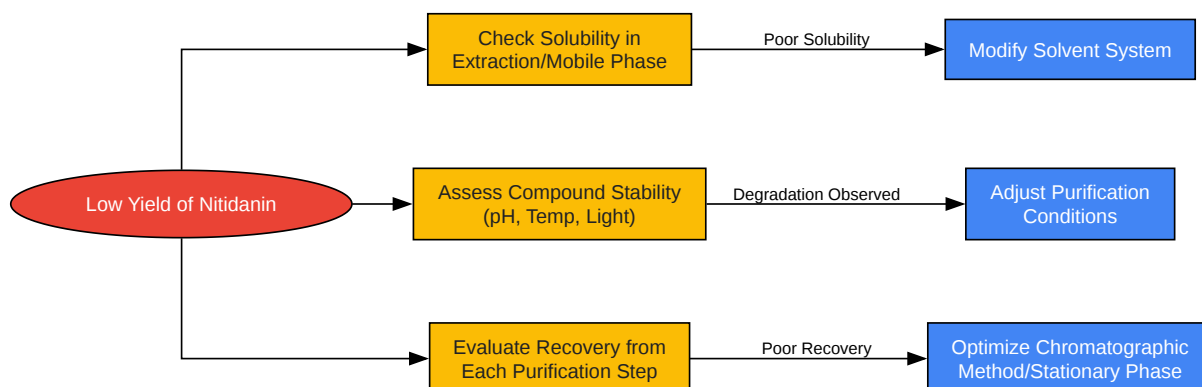 Check Solubility in
Extraction/Mobile Phase
Poor Solubility
Modify Solvent System
Low Yield of Nitidanin
Assess Compound Stability
(pH, Temp, Light)
Degradation Observed
Adjust Purification
Conditions
Evaluate Recovery from
Each Purification Step
Poor Recovery
Optimize Chromatographic
Method/Stationary Phase